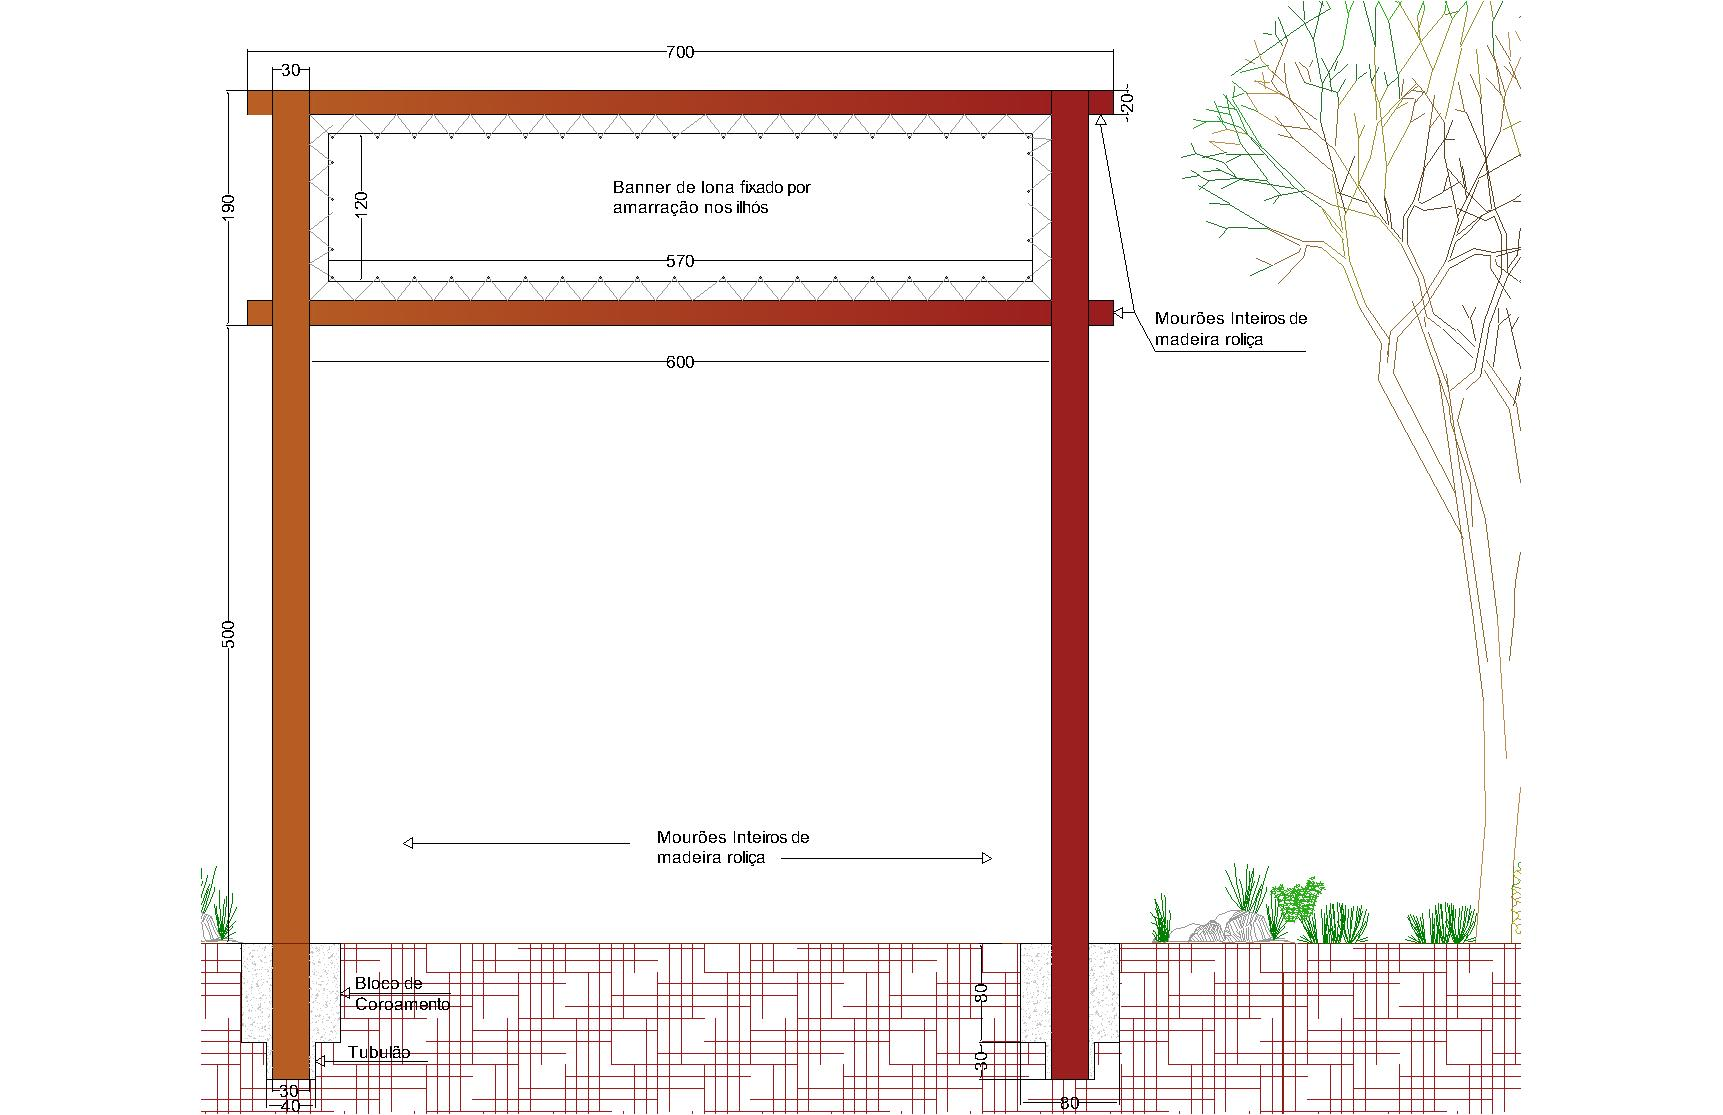 700
30
20
190
120
Banner de lona fixado por
amarração nos ilhós
570
Mourões Inteiros de
madeira roliça
600
500
Mourões Inteiros de
madeira roliça
Bloco de
Coroamento
80
Tubulão
30
30
40
80